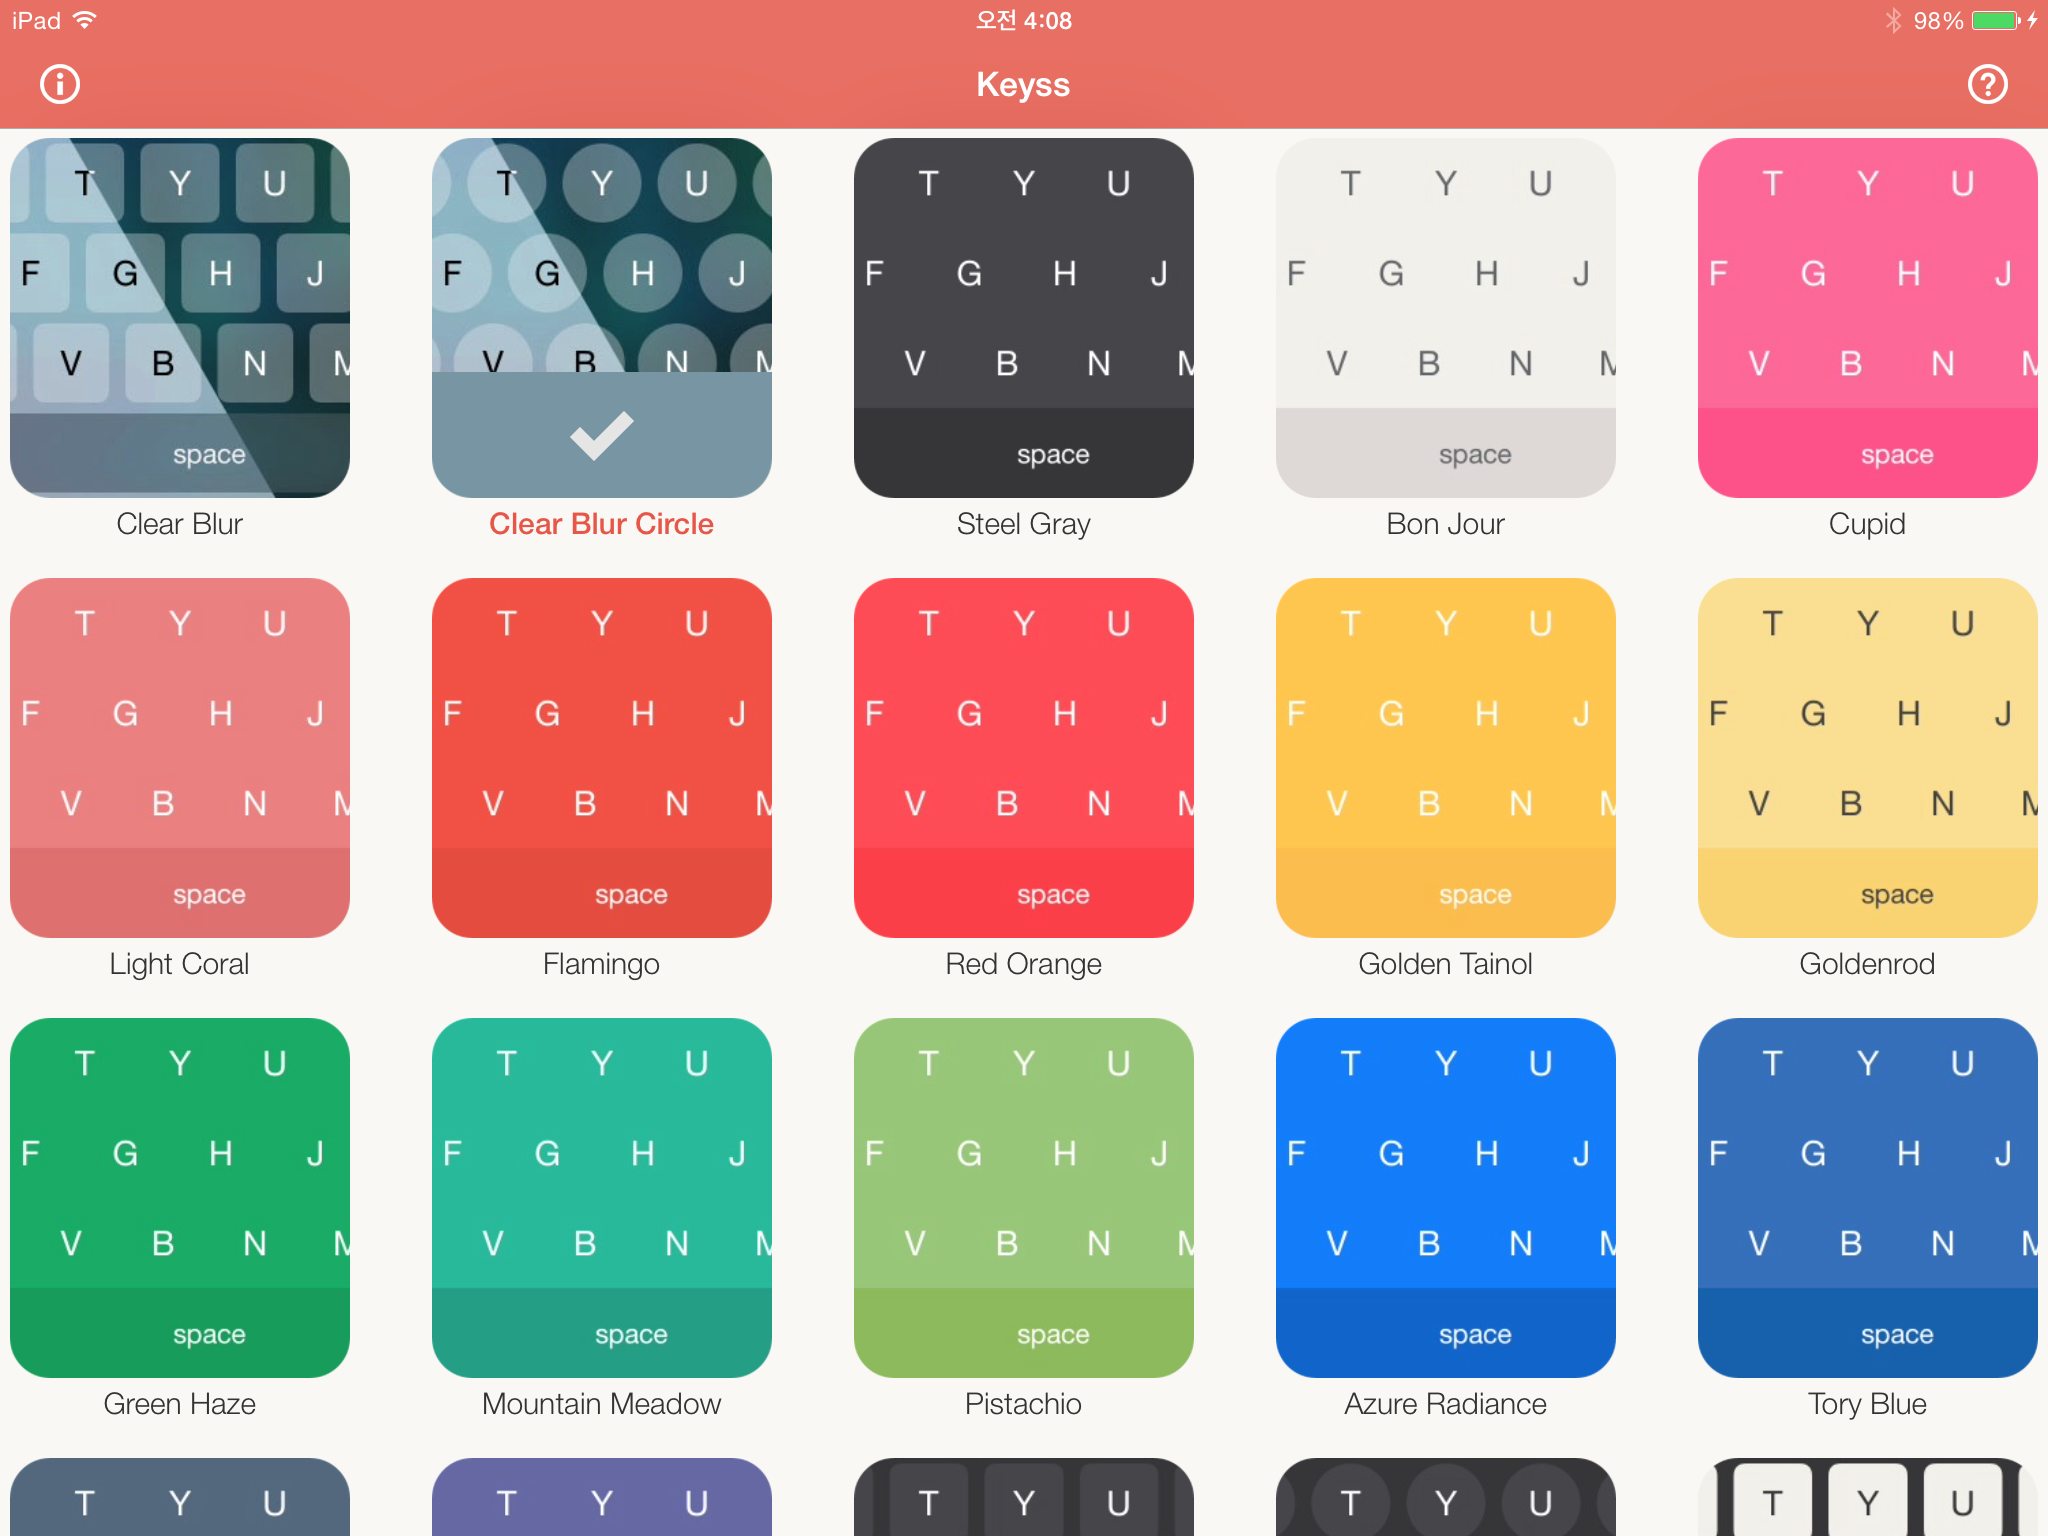 iPad 오전 4:08 98%
Keyss
T Y U T Y U T Y U T Y U T Y U
F G H J F G H J F G H J F G H J F G H J
V B N M V B N M V B N M V B N M V B N M
space space space space
Clear Blur Clear Blur Circle Steel Gray Bon Jour Cupid
T Y U T Y U T Y U T Y U T Y U
F G H J F G H J F G H J F G H J F G H J
V B N M V B N M V B N M V B N M V B N M
space space space space space
Light Coral Flamingo Red Orange Golden Tainol Goldenrod
T Y U T Y U T Y U T Y U T Y U
F G H J F G H J F G H J F G H J F G H J
V B N M V B N M V B N M V B N M V B N M
space space space space space
Green Haze Mountain Meadow Pistachio Azure Radiance Tory Blue
T Y U T Y U T Y U T Y U T Y U